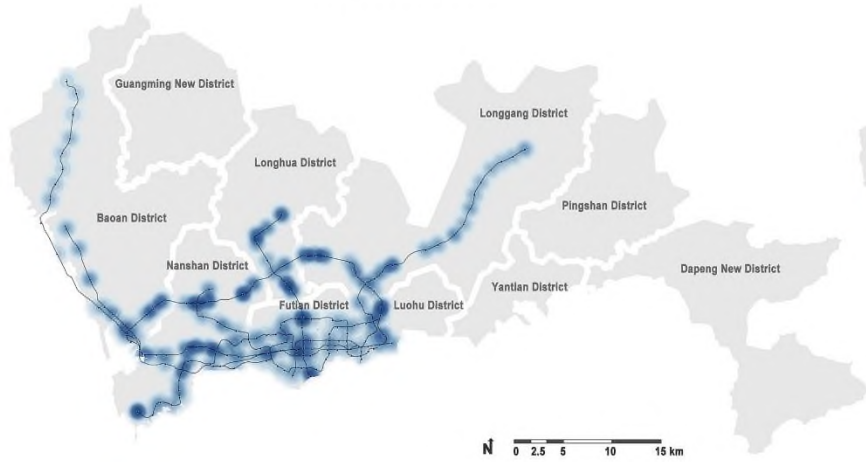 Guangming New District
Longgang District
Longhua District
Pingshan District
Baoan District
Nanshan District
Dapeng New District
Yantian District
Futian District
Luohu District
N
0 2.5 5 10 15 km